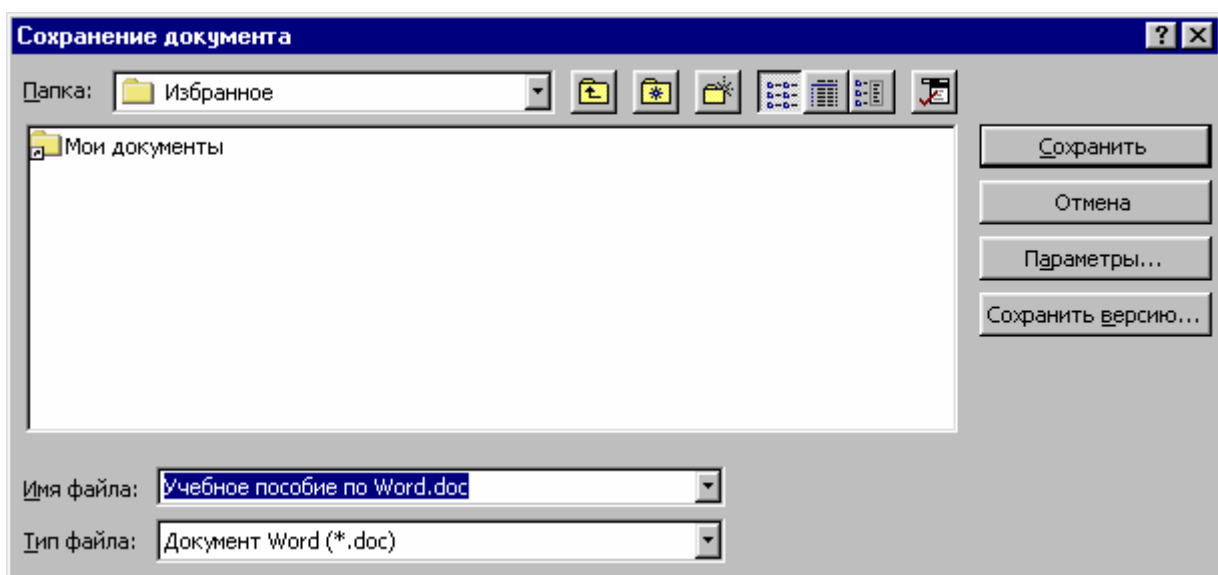 Сохранение документа
Папка: Избранное
Мои документы
Сохранить
Отмена
Параметры...
Сохранить версию...
Имя файла: Учебное пособие по Word.doc
Тип файла: Документ Word (*.doc)